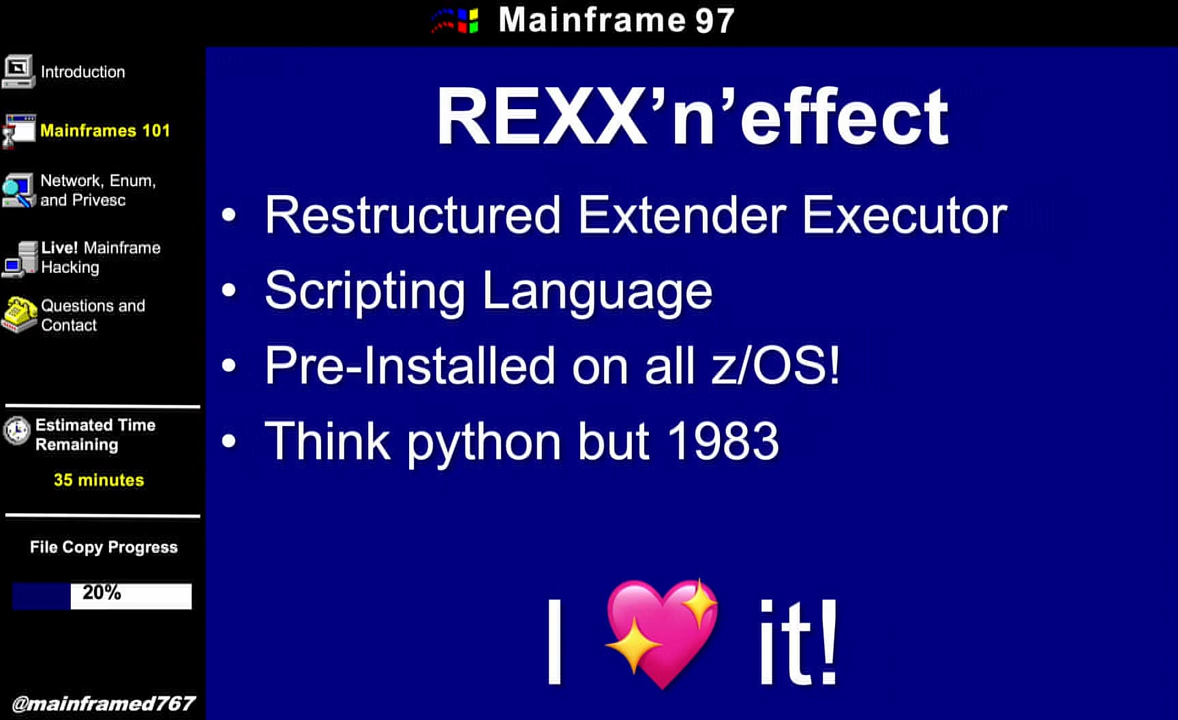 Mainframe 97
Introduction
Mainframes 101
Network, Enum,
and Privesc
Live! Mainframe
Hacking
Questions and
Contact
Estimated Time
Remaining
35 minutes
File Copy Progress
20%
@mainframed767
REXX’n’effect
• Restructured Extender Executor
• Scripting Language
• Pre-Installed on all z/OS!
• Think python but 1983
I 💖 it!